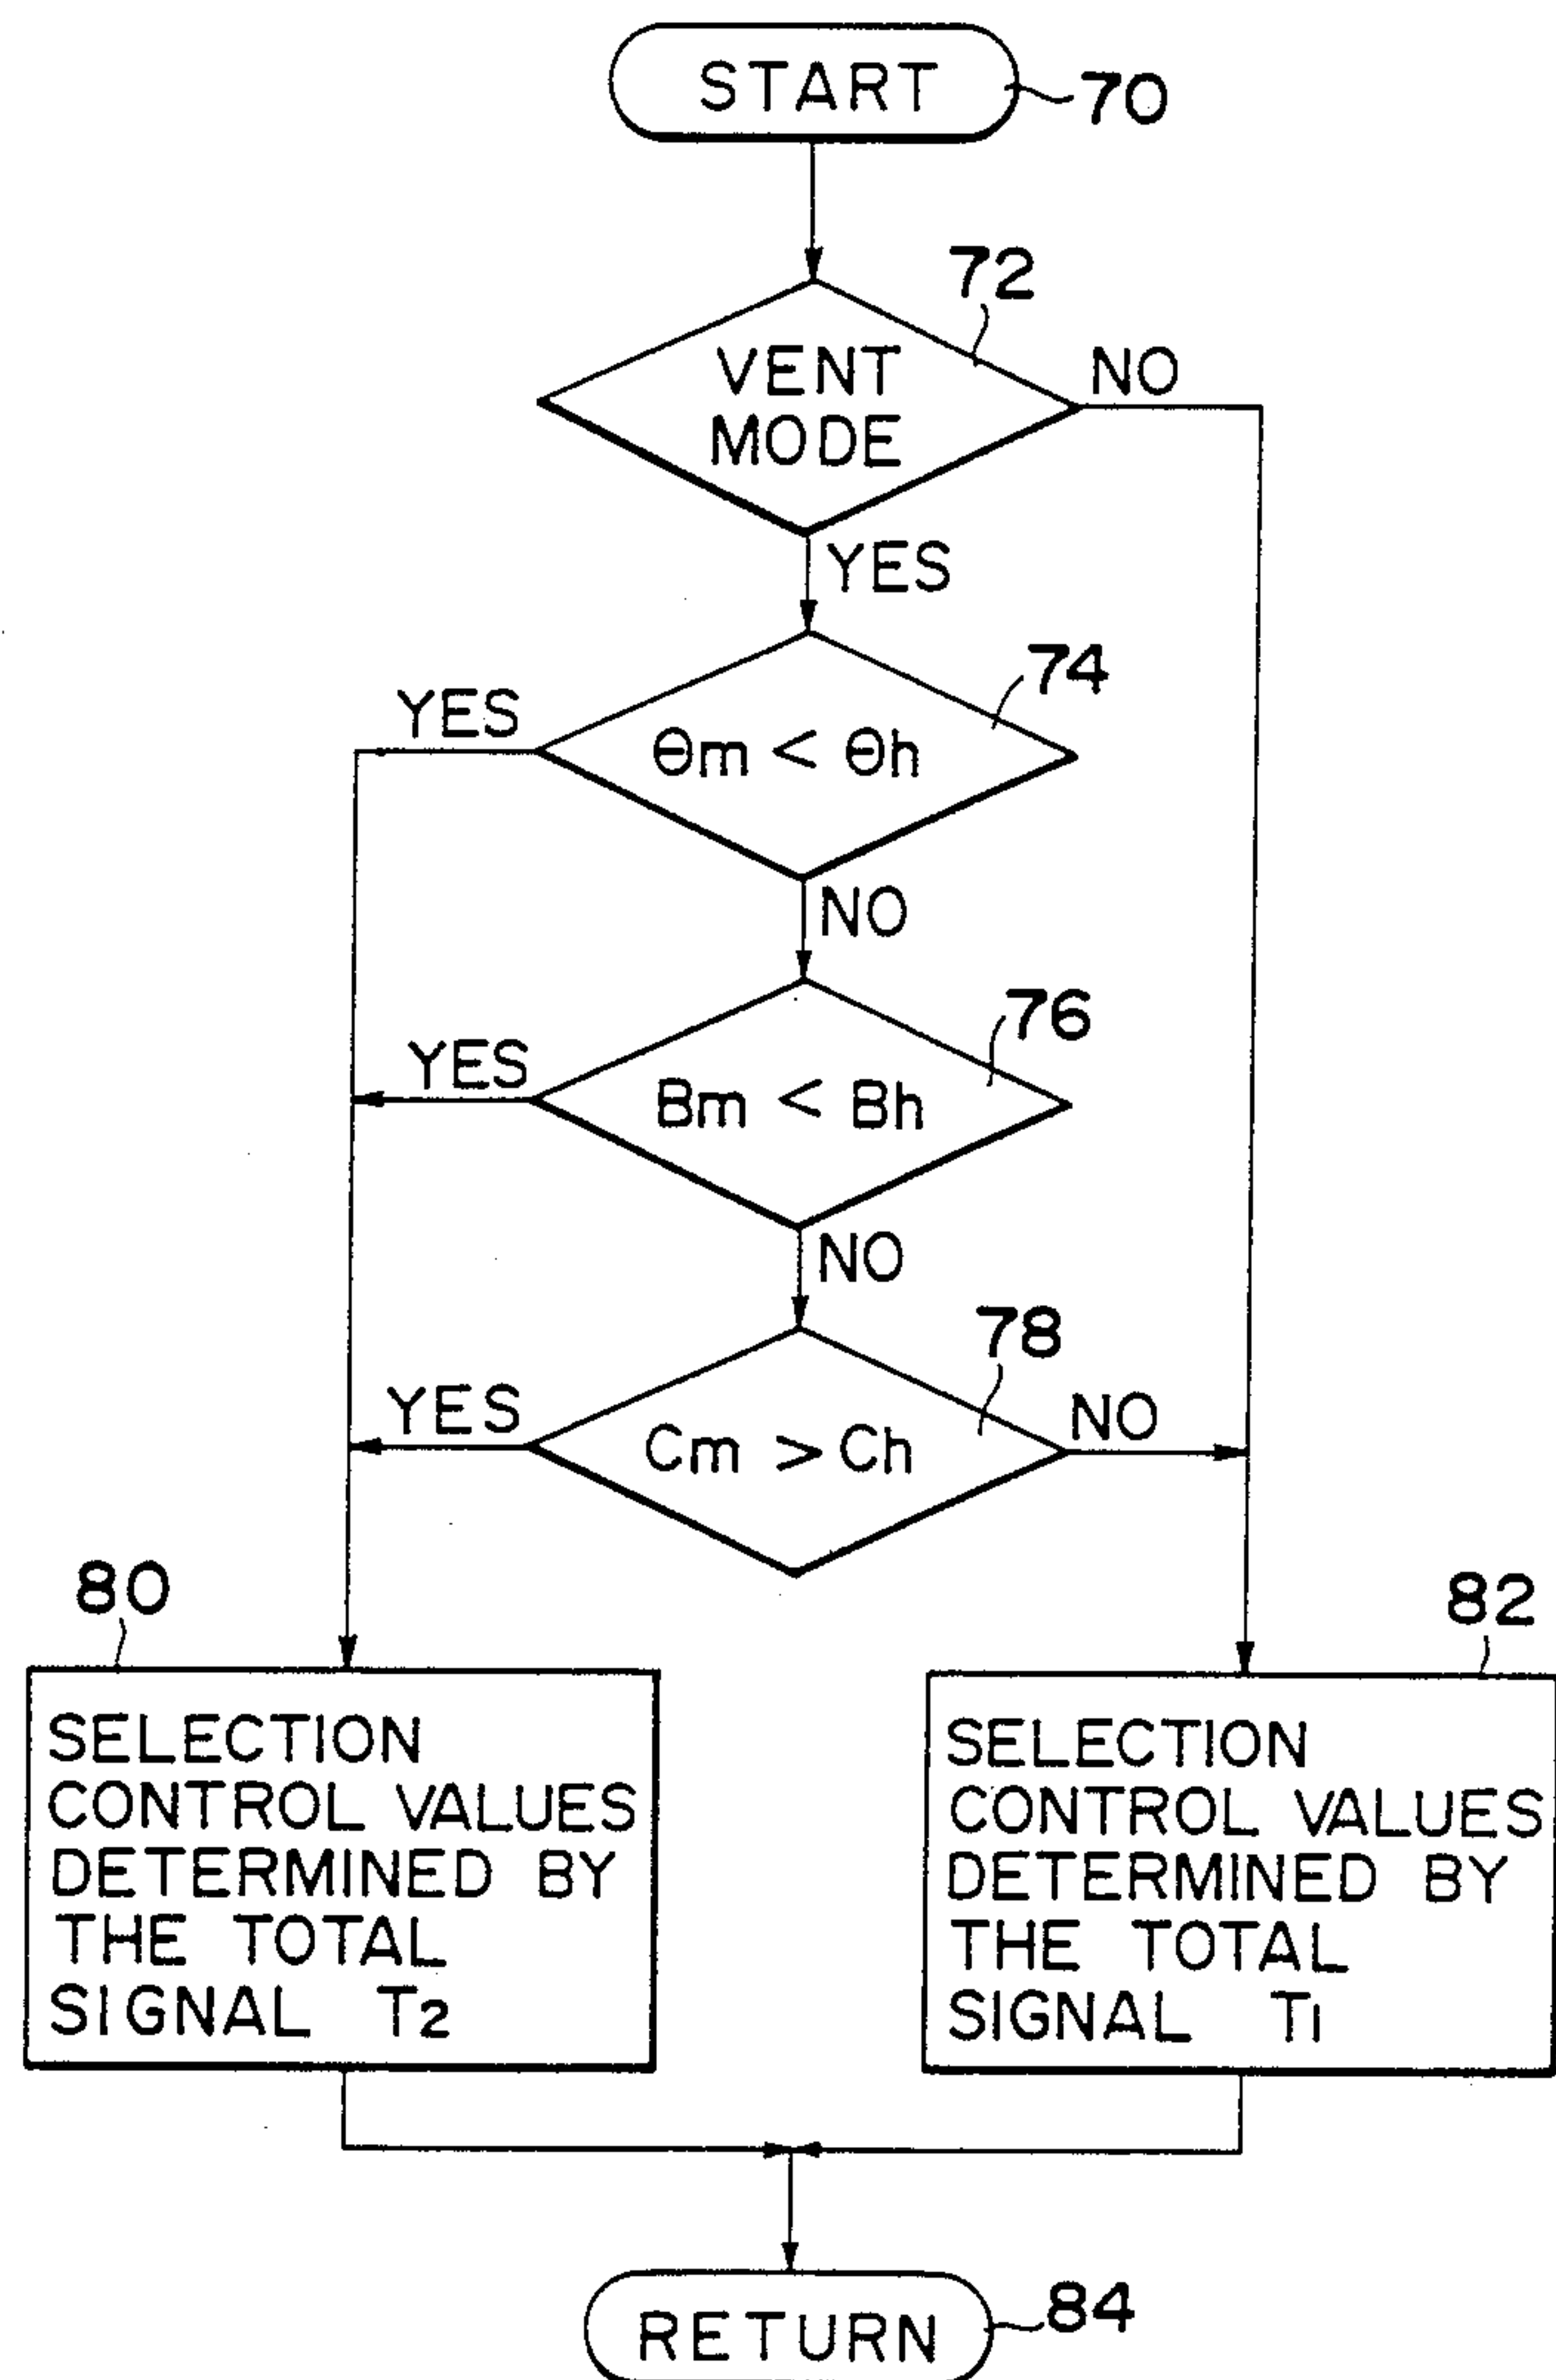 START
70
72
VENT
MODE
NO
YES
74
YES
Θm < Θh
NO
76
YES
Bm < Bh
NO
78
YES
Cm > Ch
NO
80
82
SELECTION
CONTROL VALUES
DETERMINED BY
THE TOTAL
SIGNAL T2
SELECTION
CONTROL VALUES
DETERMINED BY
THE TOTAL
SIGNAL T1
RETURN
84